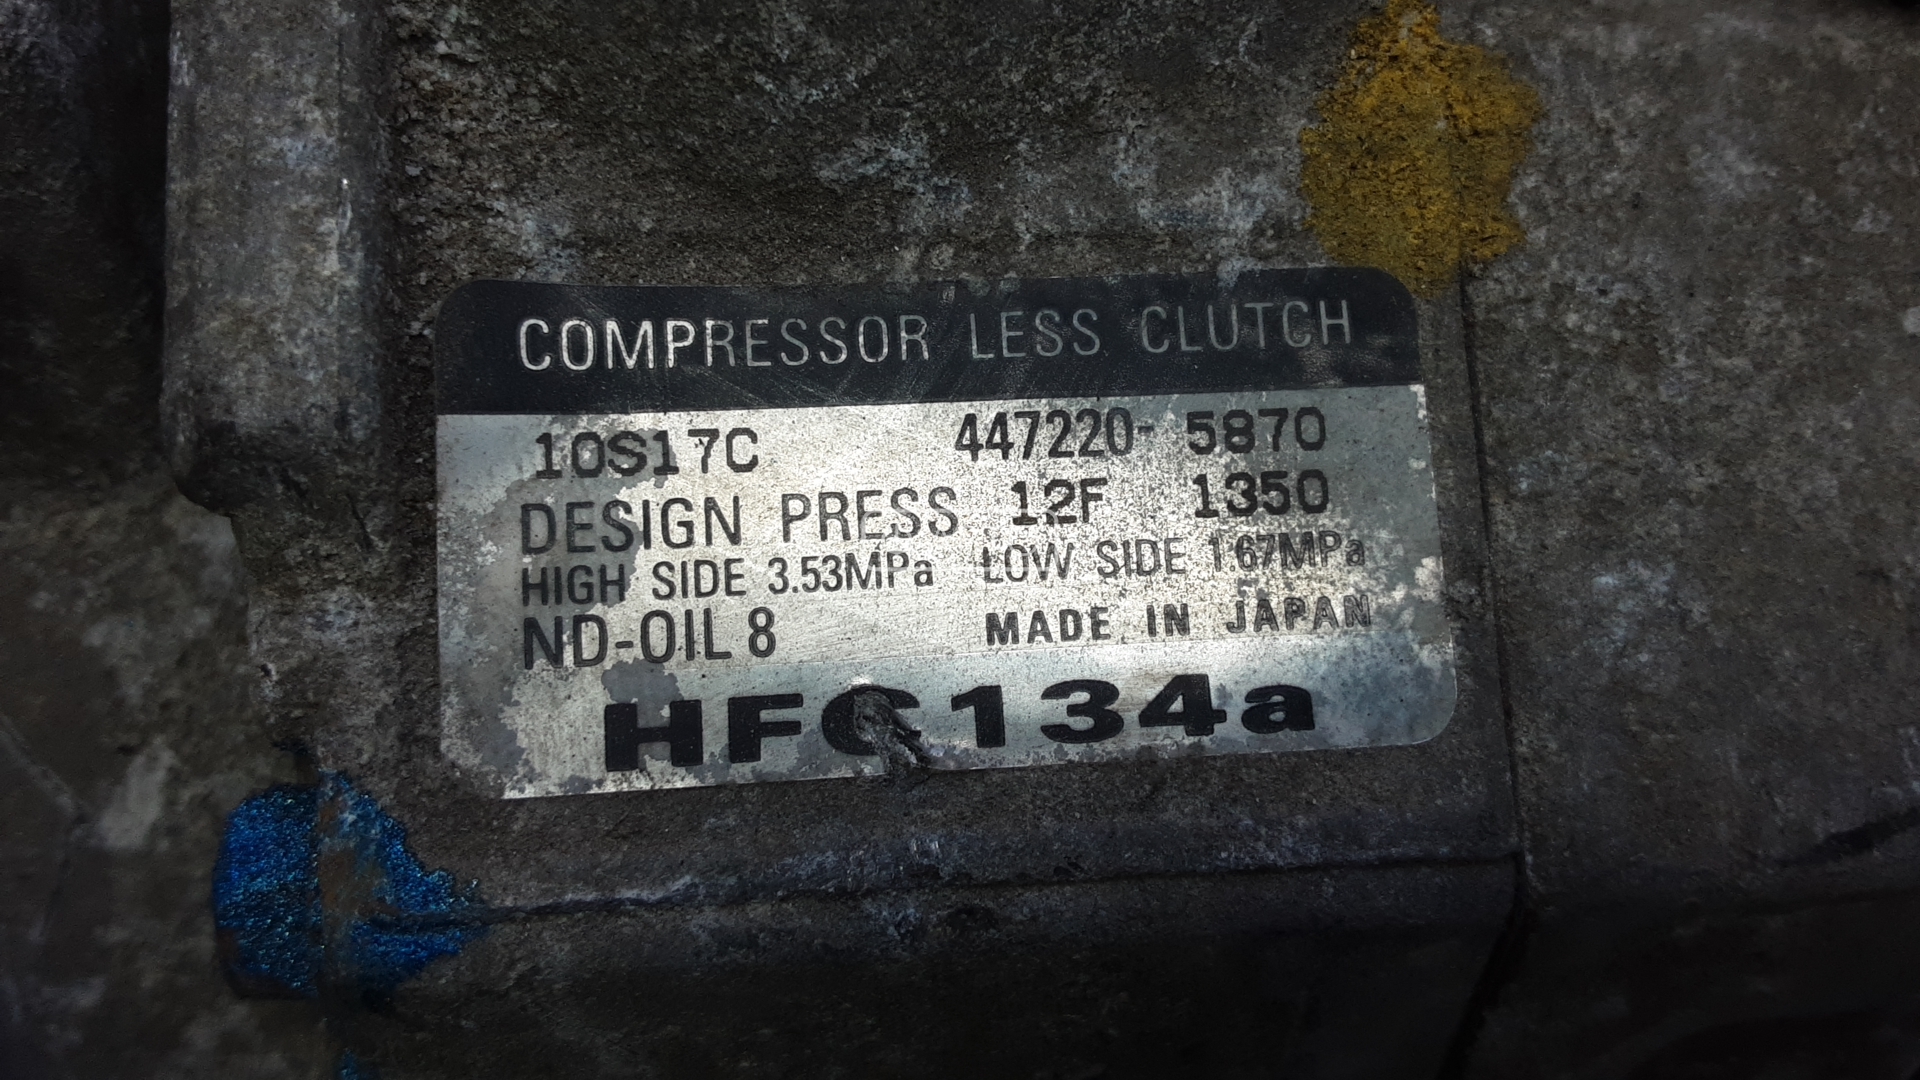 COMPRESSOR LESS CLUTCH
10S17C 447220-5870
DESIGN PRESS 12F 1350
HIGH SIDE 3.53MPa LOW SIDE 1.67MPa
ND-OIL 8 MADE IN JAPAN
HFC134a